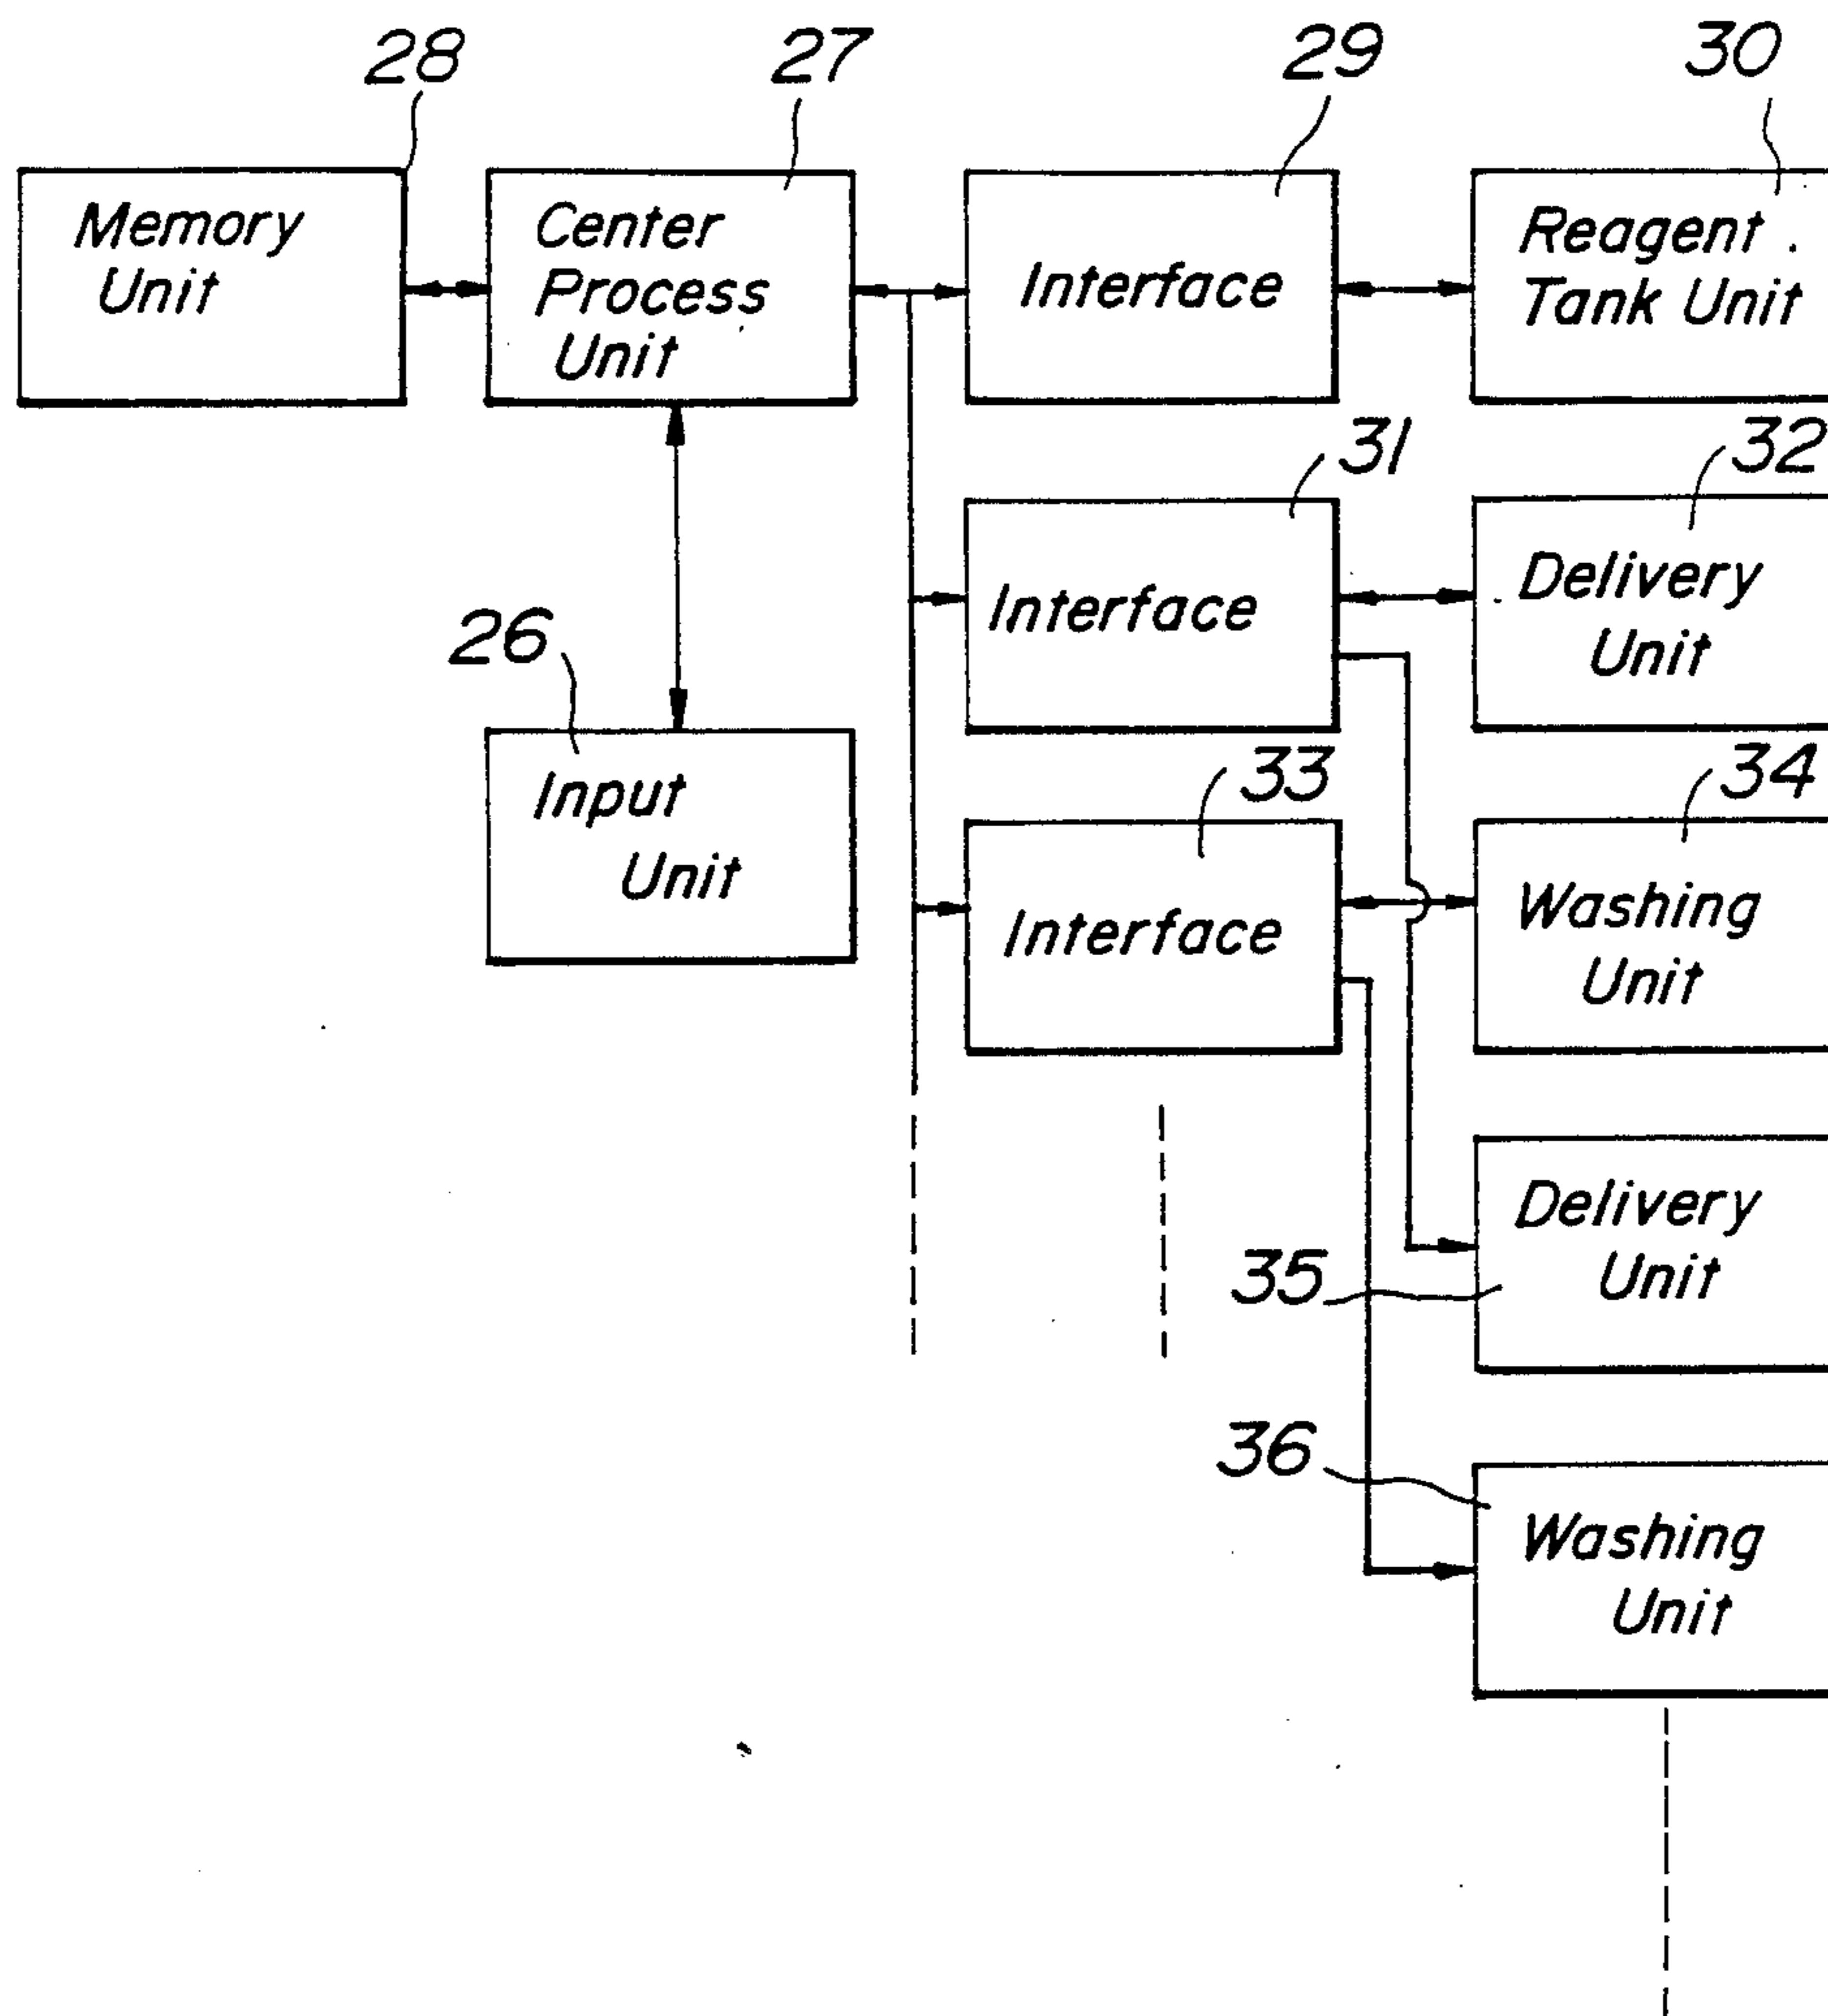 28
27
29
30
Memory
Unit
Center
Process
Unit
Interface
Reagent
Tank Unit
31
32
Interface
Delivery
Unit
26
Input
Unit
33
34
Interface
Washing
Unit
35
Delivery
Unit
36
Washing
Unit